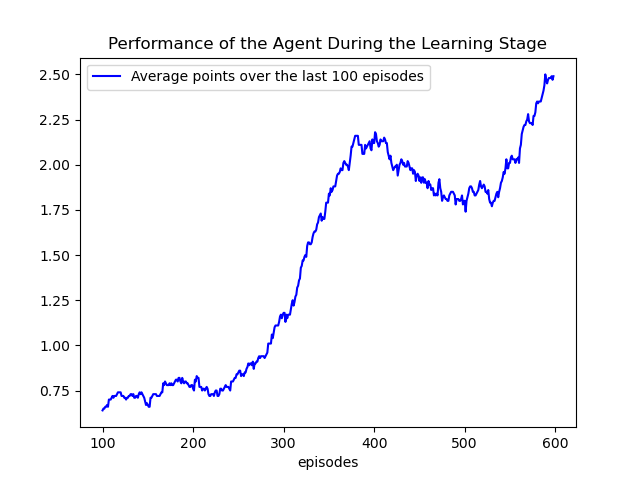 Performance of the Agent During the Learning Stage
Average points over the last 100 episodes
2.50
2.25
2.00
1.75
1.50
1.25
1.00
0.75
100 200 300 400 500 600
episodes